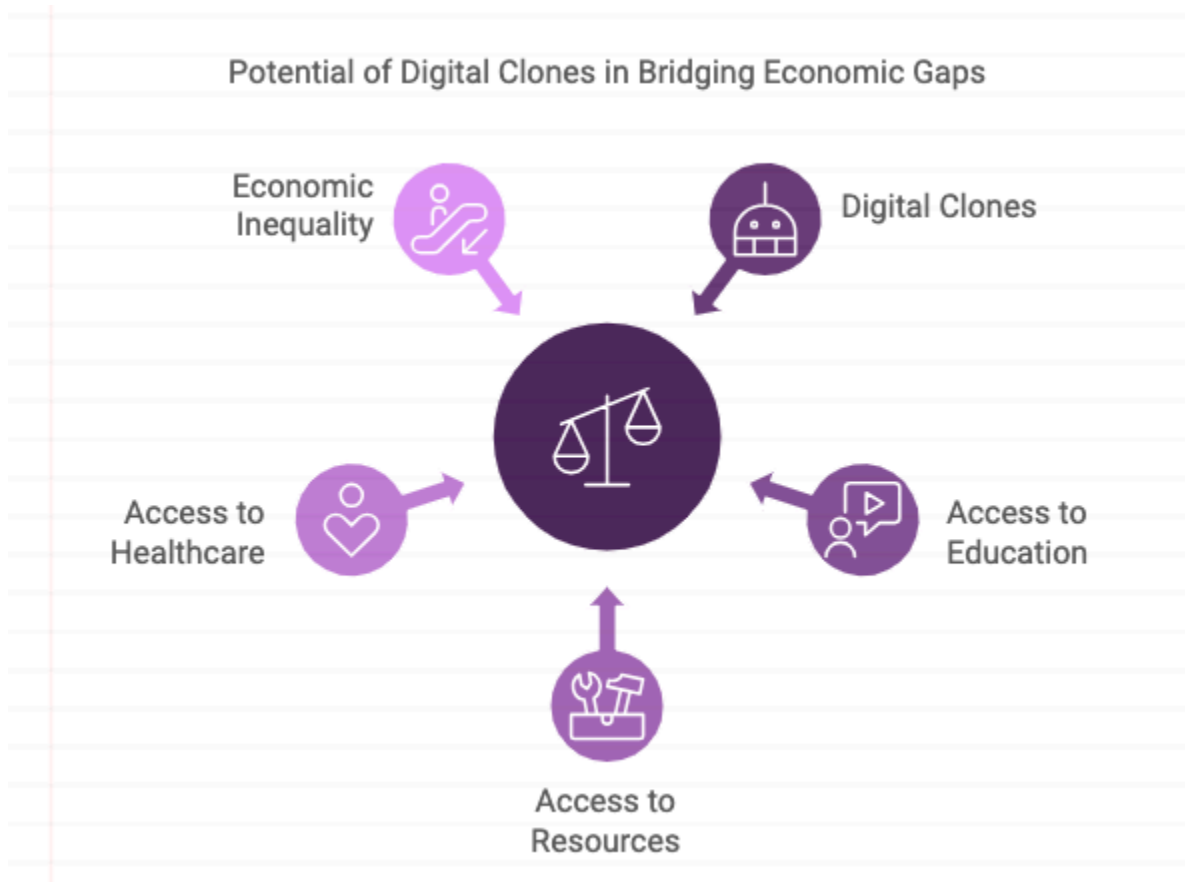 Potential of Digital Clones in Bridging Economic Gaps
Economic
Inequality
Digital Clones
Access to
Healthcare
Access to
Education
Access to
Resources